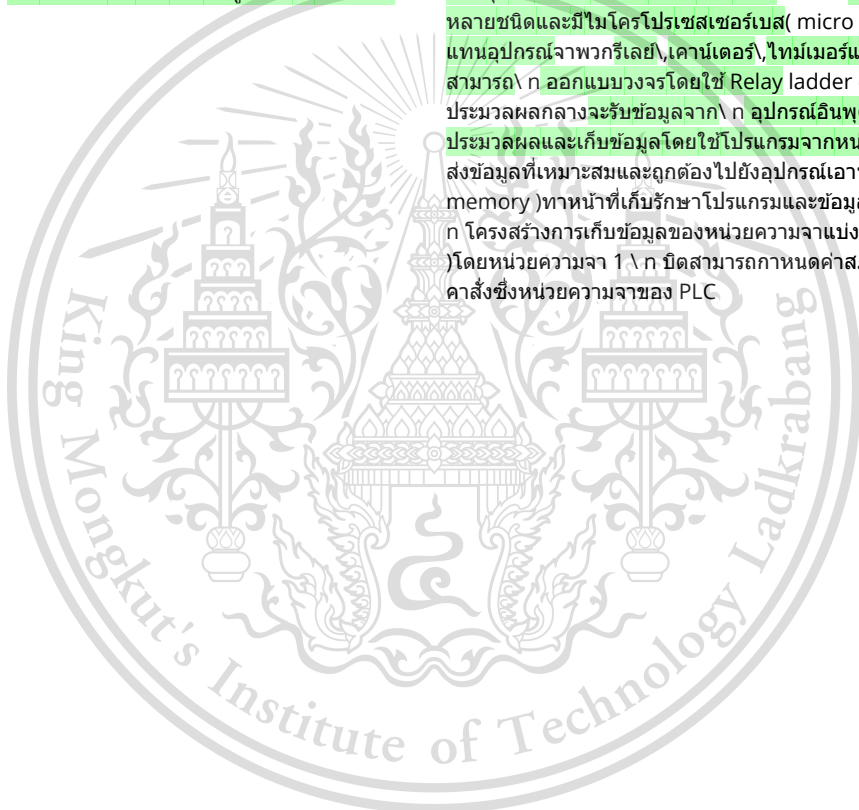 หลายชนิดและมีไมโครโปรเซสเซอร์เบส( micro
แทนอุปกรณ์จาพวกรีเลย์\,เคาน์เตอร์\,ไทม์เมอร์แ
สามารถ\ n ออกแบบวงจรโดยใช้ Relay ladder
ประมวลผลกลางจะรับข้อมูลจาก\ n อุปกรณ์อินพุ
ประมวลผลและเก็บข้อมูลโดยใช้โปรแกรมจากหน
ส่งข้อมูลที่เหมาะสมและถูกต้องไปยังอุปกรณ์เอา
memory )ทาหน้าที่เก็บรักษาโปรแกรมและข้อมูล
n โครงสร้างการเก็บข้อมูลของหน่วยความจาแบ่ง
)โดยหน่วยความจา 1 \ n บิตสามารถกาหนดค่าส
คาสั่งซึ่งหน่วยความจาของ PLC
King Mongkut's Institute of Technology Ladkrabang